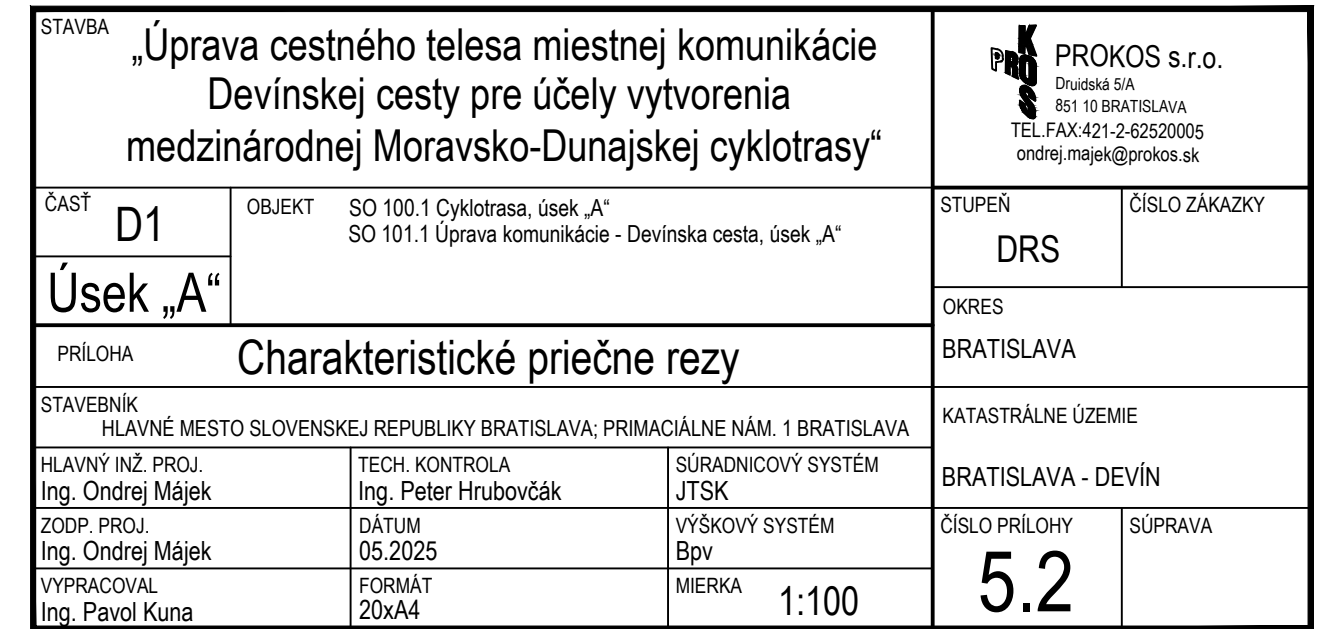 STAVBA
„Úprava cestného telesa miestnej komunikácie
Devínskej cesty pre účely vytvorenia
medzinárodnej Moravsko-Dunajskej cyklotrasy“
KROS
PRO
PROKOS s.r.o.
Druidská 5/A
851 10 BRATISLAVA
TEL.FAX:421-2-62520005
ondrej.majek@prokos.sk
ČASŤ
D1
Úsek „A“
OBJEKT
SO 100.1 Cyklotrasa, úsek „A“
SO 101.1 Úprava komunikácie - Devínska cesta, úsek „A“
STUPEŇ
DRS
ČÍSLO ZÁKAZKY
OKRES
BRATISLAVA
PRÍLOHA
Charakteristické priečne rezy
STAVEBNÍK
HLAVNÉ MESTO SLOVENSKEJ REPUBLIKY BRATISLAVA; PRIMACIÁLNE NÁM. 1 BRATISLAVA
KATASTRÁLNE ÚZEMIE
BRATISLAVA - DEVÍN
HLAVNÝ INŽ. PROJ.
Ing. Ondrej Májek
TECH. KONTROLA
Ing. Peter Hrubovčák
SÚRADNICOVÝ SYSTÉM
JTSK
ZODP. PROJ.
Ing. Ondrej Májek
DÁTUM
05.2025
VÝŠKOVÝ SYSTÉM
Bpv
VYPRACOVAL
Ing. Pavol Kuna
FORMÁT
20xA4
MIERKA
1:100
ČÍSLO PRÍLOHY
5.2
SÚPRAVA